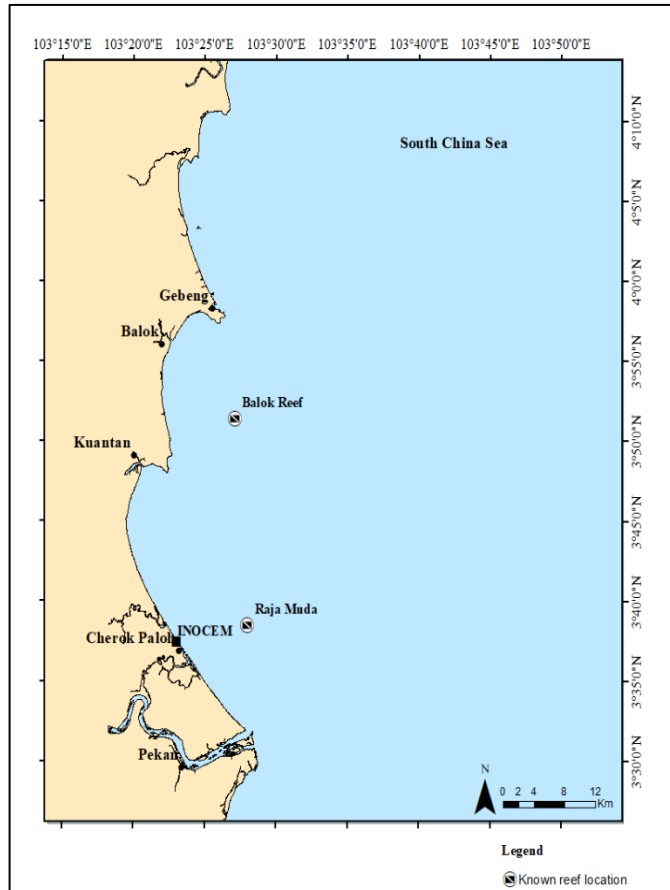 103°15'0"E 103°20'0"E 103°25'0"E 103°30'0"E 103°35'0"E 103°40'0"E 103°45'0"E 103°50'0"E
South China Sea
4°10'0"N
4°5'0"N
4°0'0"N
3°55'0"N
3°50'0"N
3°45'0"N
3°40'0"N
3°35'0"N
3°30'0"N
Gebeng
Balok
Balok Reef
Kuantan
Raja Muda
INOCEM
Cherok Paloh
Pekan
N
0 2 4 8 12
Km
Legend
Known reef location